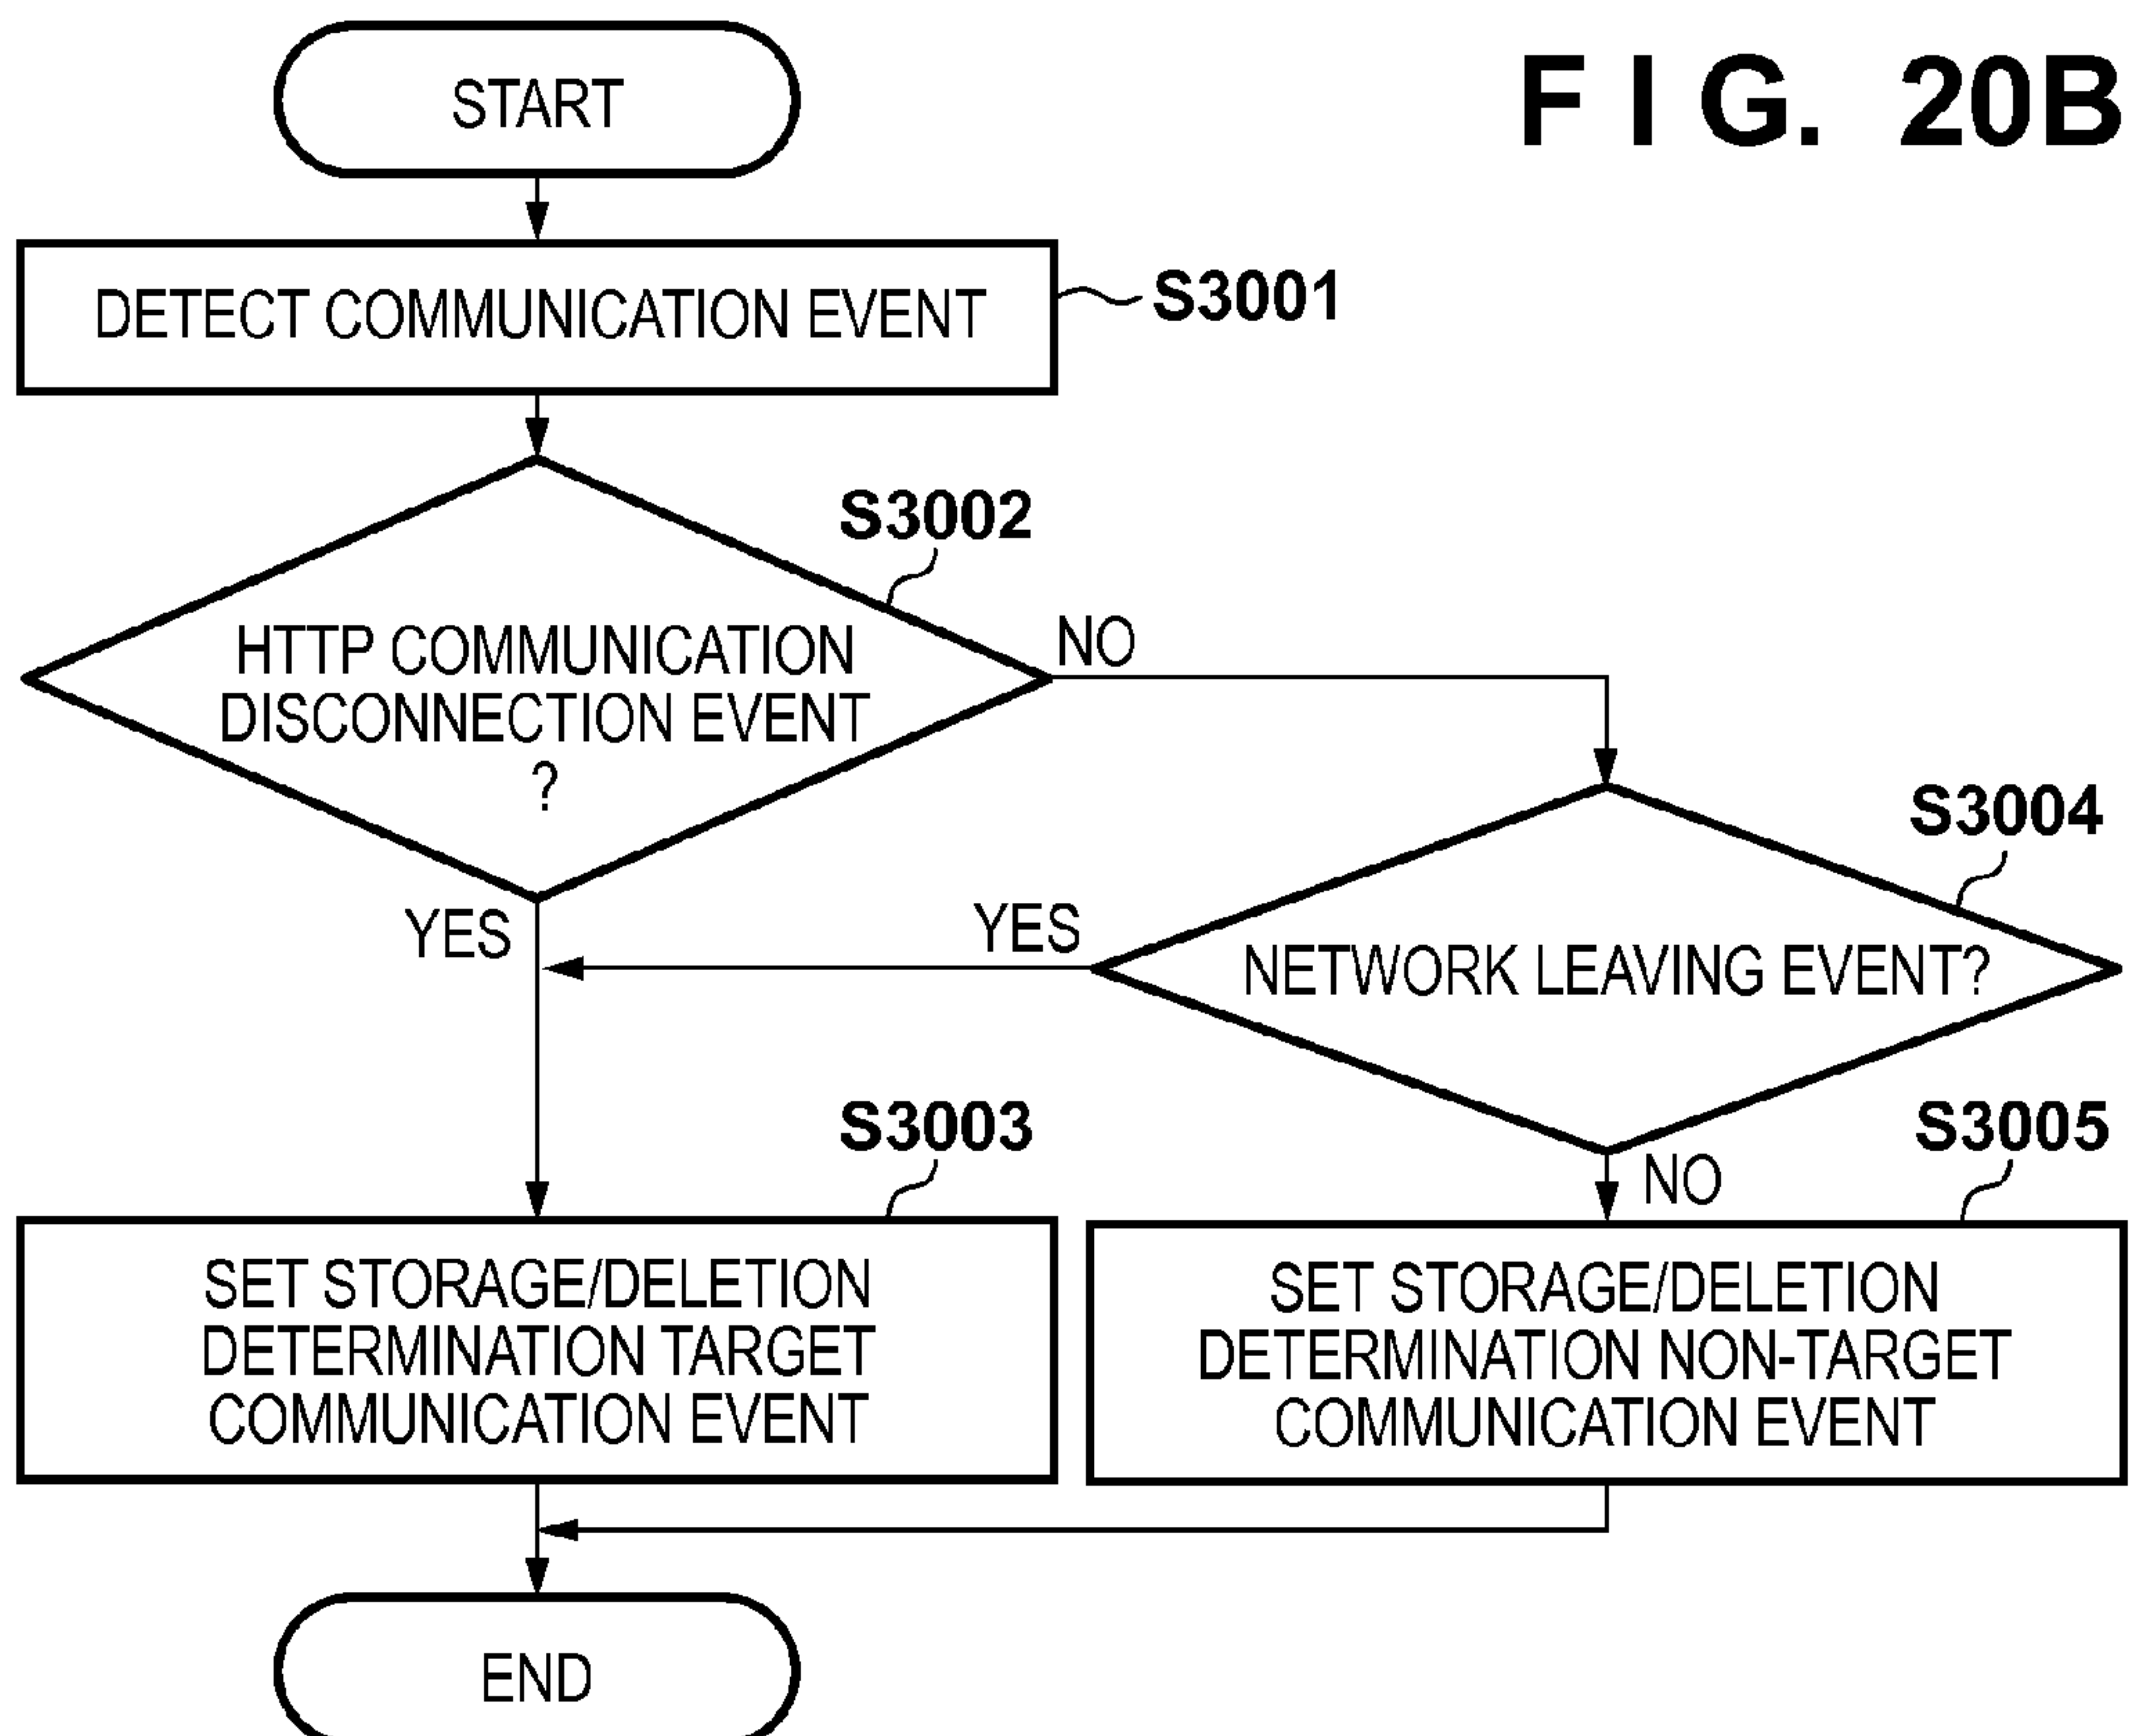 FIG. 20B
START
DETECT COMMUNICATION EVENT
S3001
S3002
HTTP COMMUNICATION
DISCONNECTION EVENT
?
NO
YES
S3004
NETWORK LEAVING EVENT?
YES
NO
S3003
SET STORAGE/DELETION
DETERMINATION TARGET
COMMUNICATION EVENT
S3005
SET STORAGE/DELETION
DETERMINATION NON-TARGET
COMMUNICATION EVENT
END